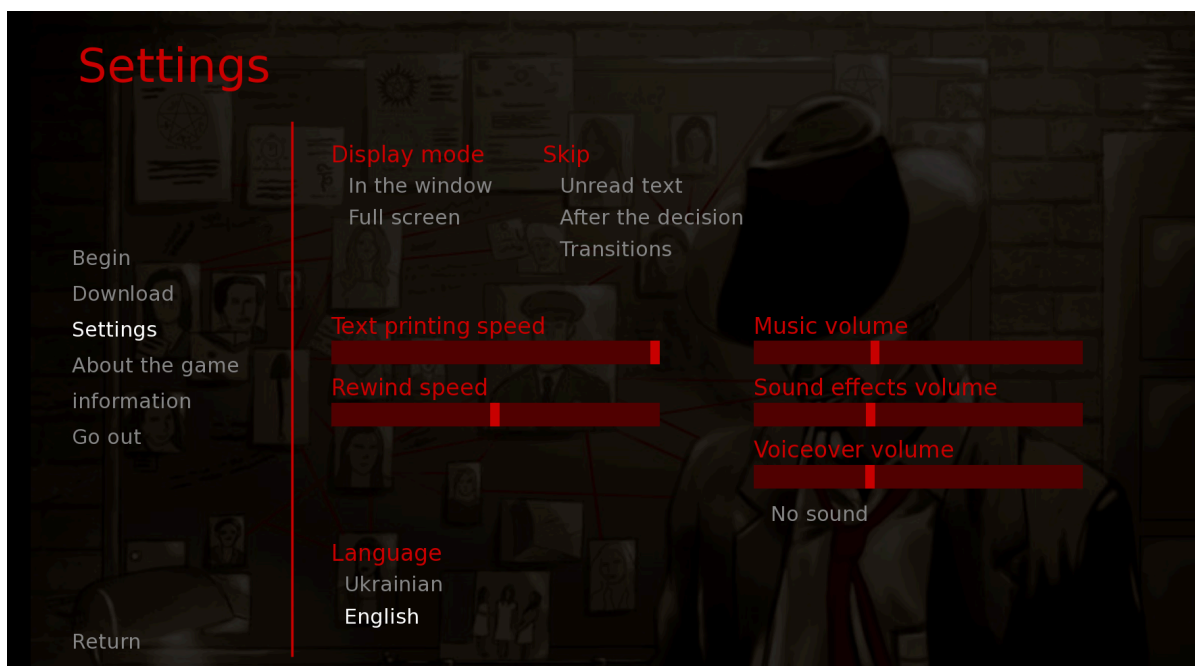 Settings
Begin
Download
Settings
About the game
information
Go out
Return
Display mode
In the window
Full screen
Skip
Unread text
After the decision
Transitions
Text printing speed
Rewind speed
Music volume
Sound effects volume
Voiceover volume
No sound
Language
Ukrainian
English